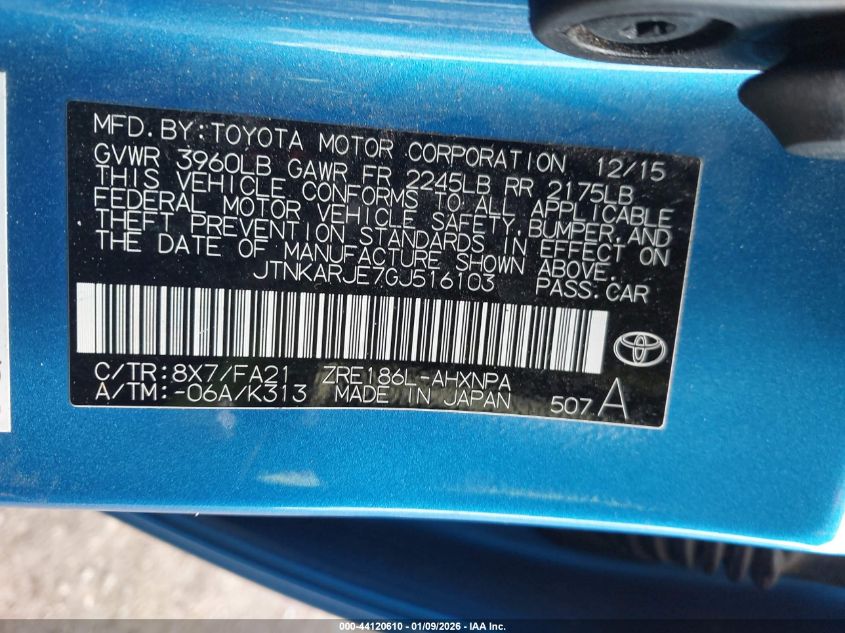 MFD.BY:TOYOTA MOTOR CORPORATION 12/15
GVWR 3960LB GAWR FR 2245LB RR 2175LB
THIS VEHICLE CONFORMS TO ALL APPLICABLE
FEDERAL MOTOR VEHICLE SAFETY,BUMPER,AND
THEFT PREVENTION STANDARDS IN EFFECT ON
THE DATE OF MANUFACTURE SHOWN ABOVE.
JTNKARJE7GJ516103 PASS.CAR
C/TR:8X7/FA21 ZRE186L-AHXNPA
A/TM:-06A/K313 MADE IN JAPAN 507 A
000-44120610 - 01/09/2026 - IAA Inc.